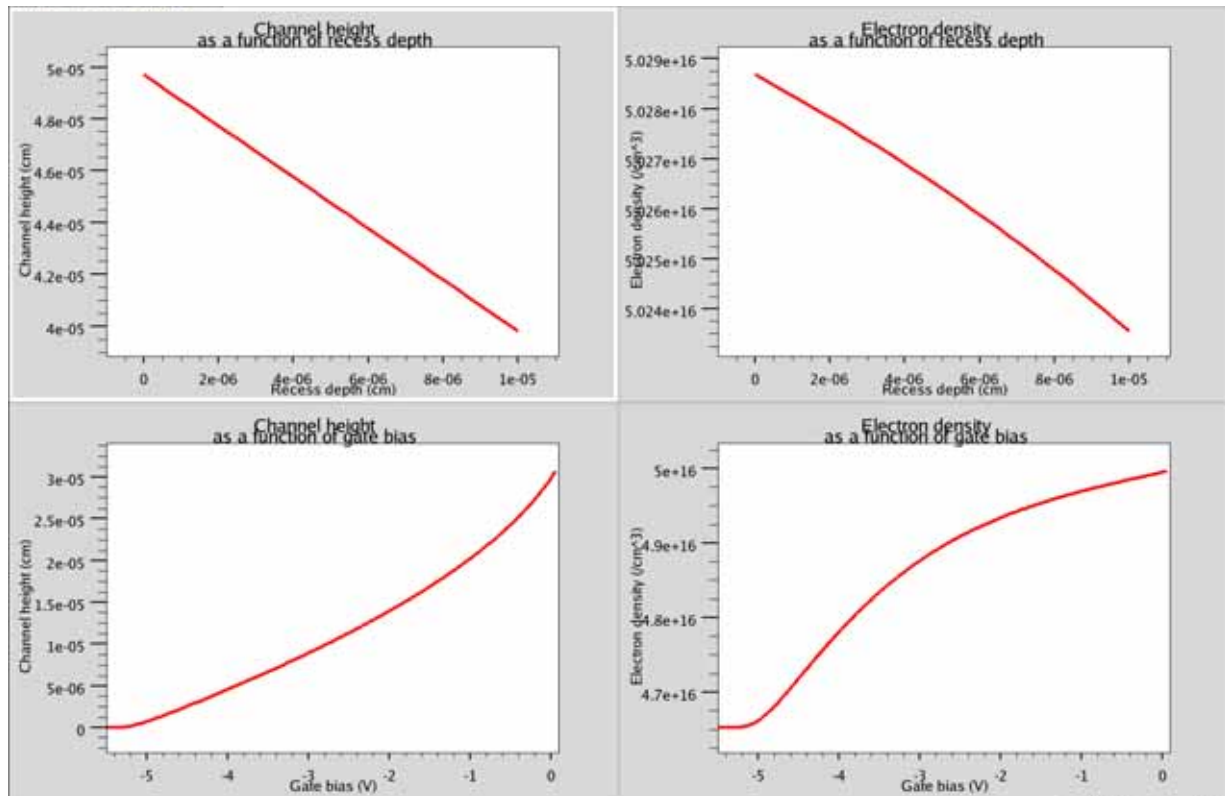 Channel height
as a function of recess depth
Channel height (cm)
5e-05
4.8e-05
4.6e-05
4.4e-05
4.2e-05
4e-05
0 2e-06 4e-06 6e-06 8e-06 1e-05
Recess depth (cm)
Electron density
as a function of recess depth
Electron density (/cm^3)
5.029e+16
5.028e+16
5.027e+16
5.026e+16
5.025e+16
5.024e+16
0 2e-06 4e-06 6e-06 8e-06 1e-05
Recess depth (cm)
Channel height
as a function of gate bias
Channel height (cm)
3e-05
2.5e-05
2e-05
1.5e-05
1e-05
5e-06
0
-5 -4 -3 -2 -1 0
Gate bias (V)
Electron density
as a function of gate bias
Electron density (/cm^3)
5e+16
4.9e+16
4.8e+16
4.7e+16
-5 -4 -3 -2 -1 0
Gate bias (V)